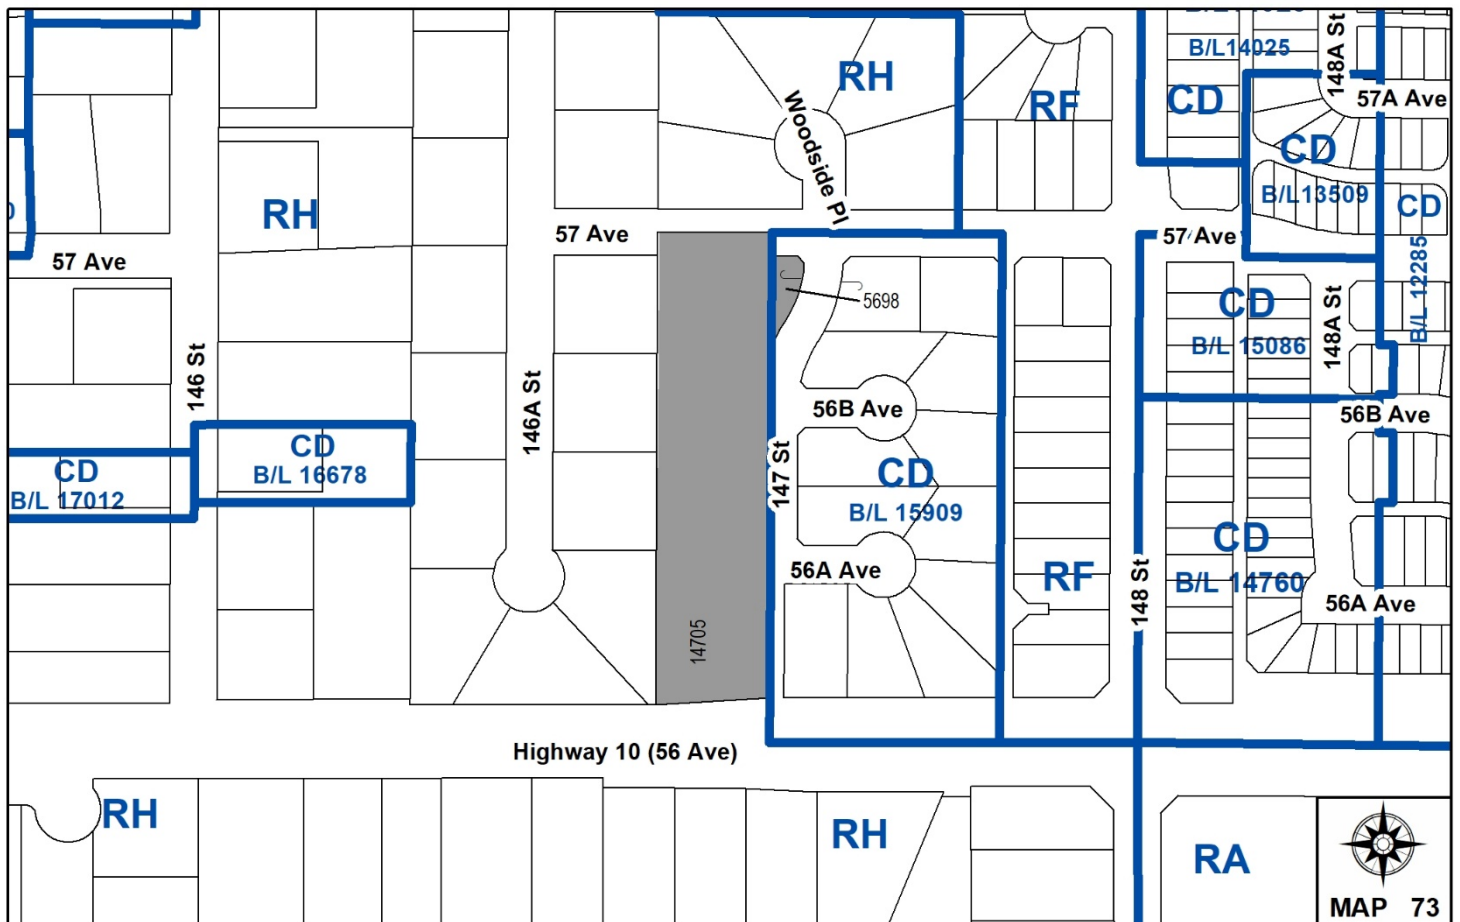 B/L14025
148A St
RH
57A Ave
CD
RF
Woodside Pl
CD
B/L13509
CD
RH
57 Ave
57 Ave
57 Ave
B/L 12285
5698
CD
B/L 15086
148A St
146 St
146A St
56B Ave
56B Ave
CD
B/L 16678
CD
B/L 17012
147 St
CD
B/L 15909
CD
B/L 14760
56A Ave
RF
148 St
56A Ave
14705
Highway 10 (56 Ave)
RH
RH
RA
MAP 73